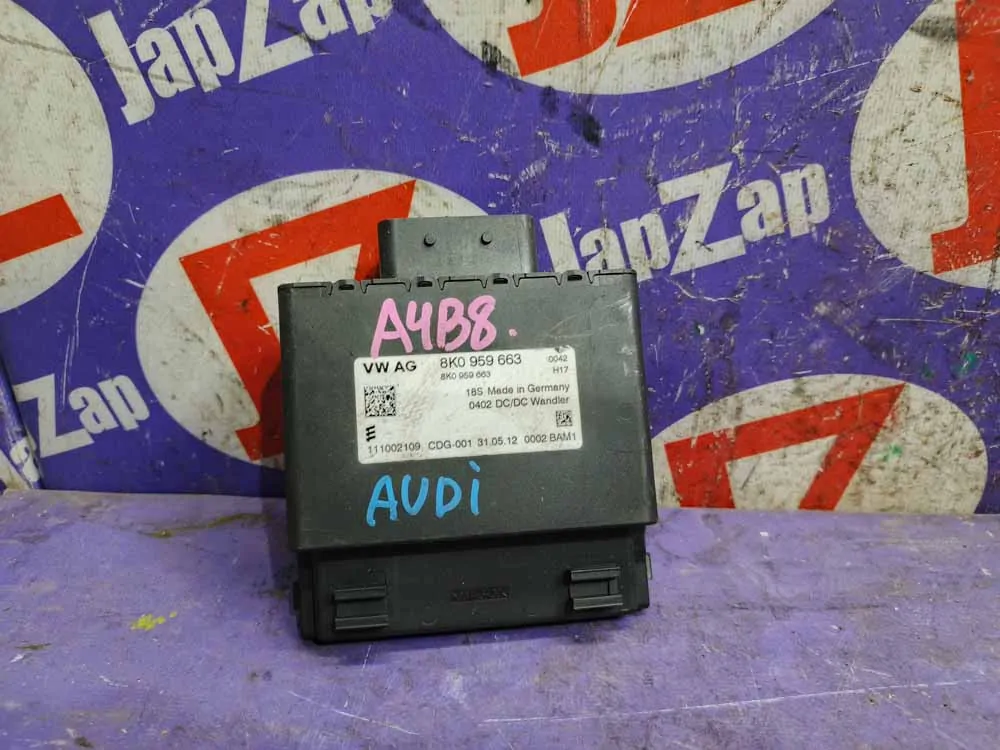 JapZap
JapZap
Zap
A4B8.
VW AG 8K0 959 663 0042
8K0 959 663 H17
18S Made in Germany
0402 DC/DC Wandler
111002109 CDG-001 31.05.12 0002 BAM1
AUDi